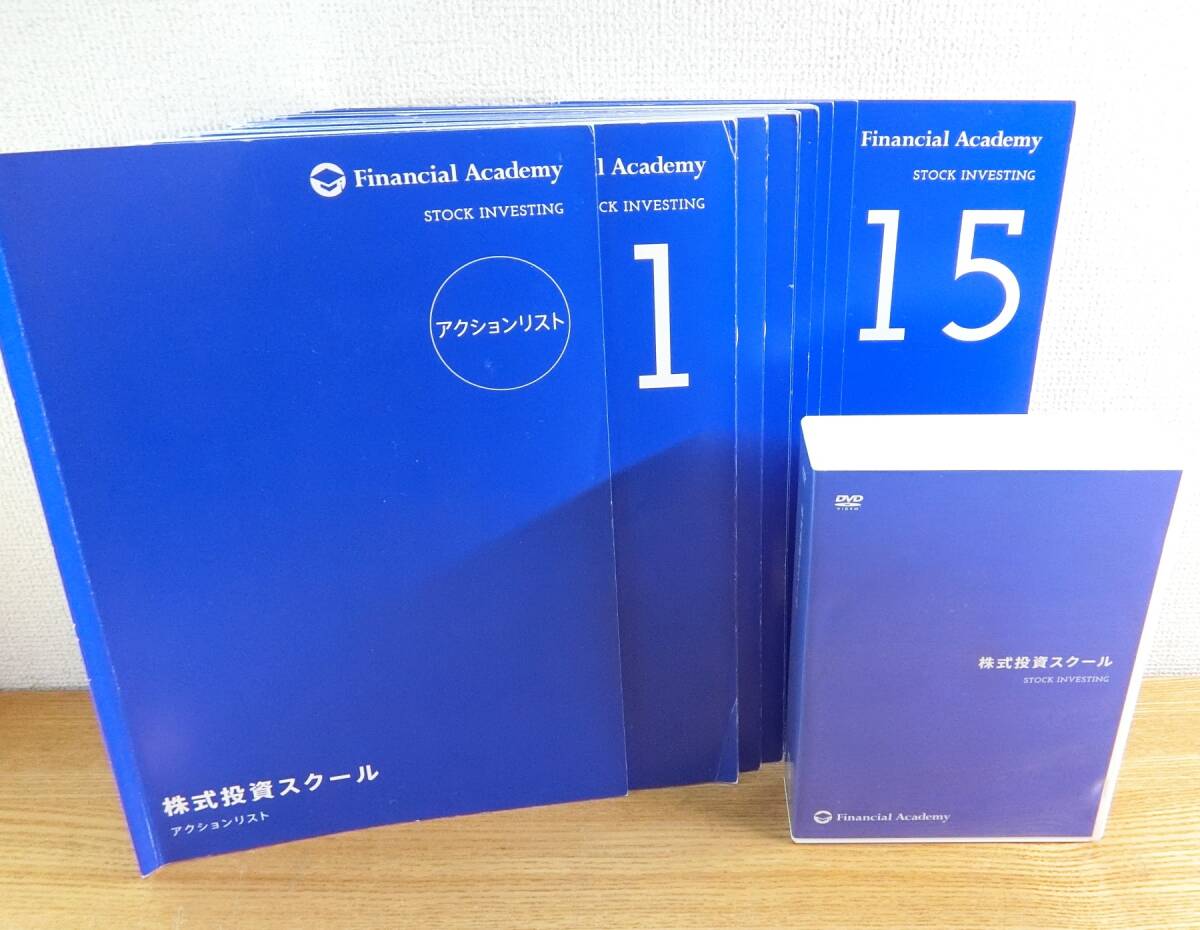 Financial Academy
STOCK INVESTING
アクションリスト
株式投資スクール
アクションリスト
l Academy
CK INVESTING
1
Financial Academy
STOCK INVESTING
15
DVD
VIDEO
株式投資スクール
STOCK INVESTING
Financial Academy